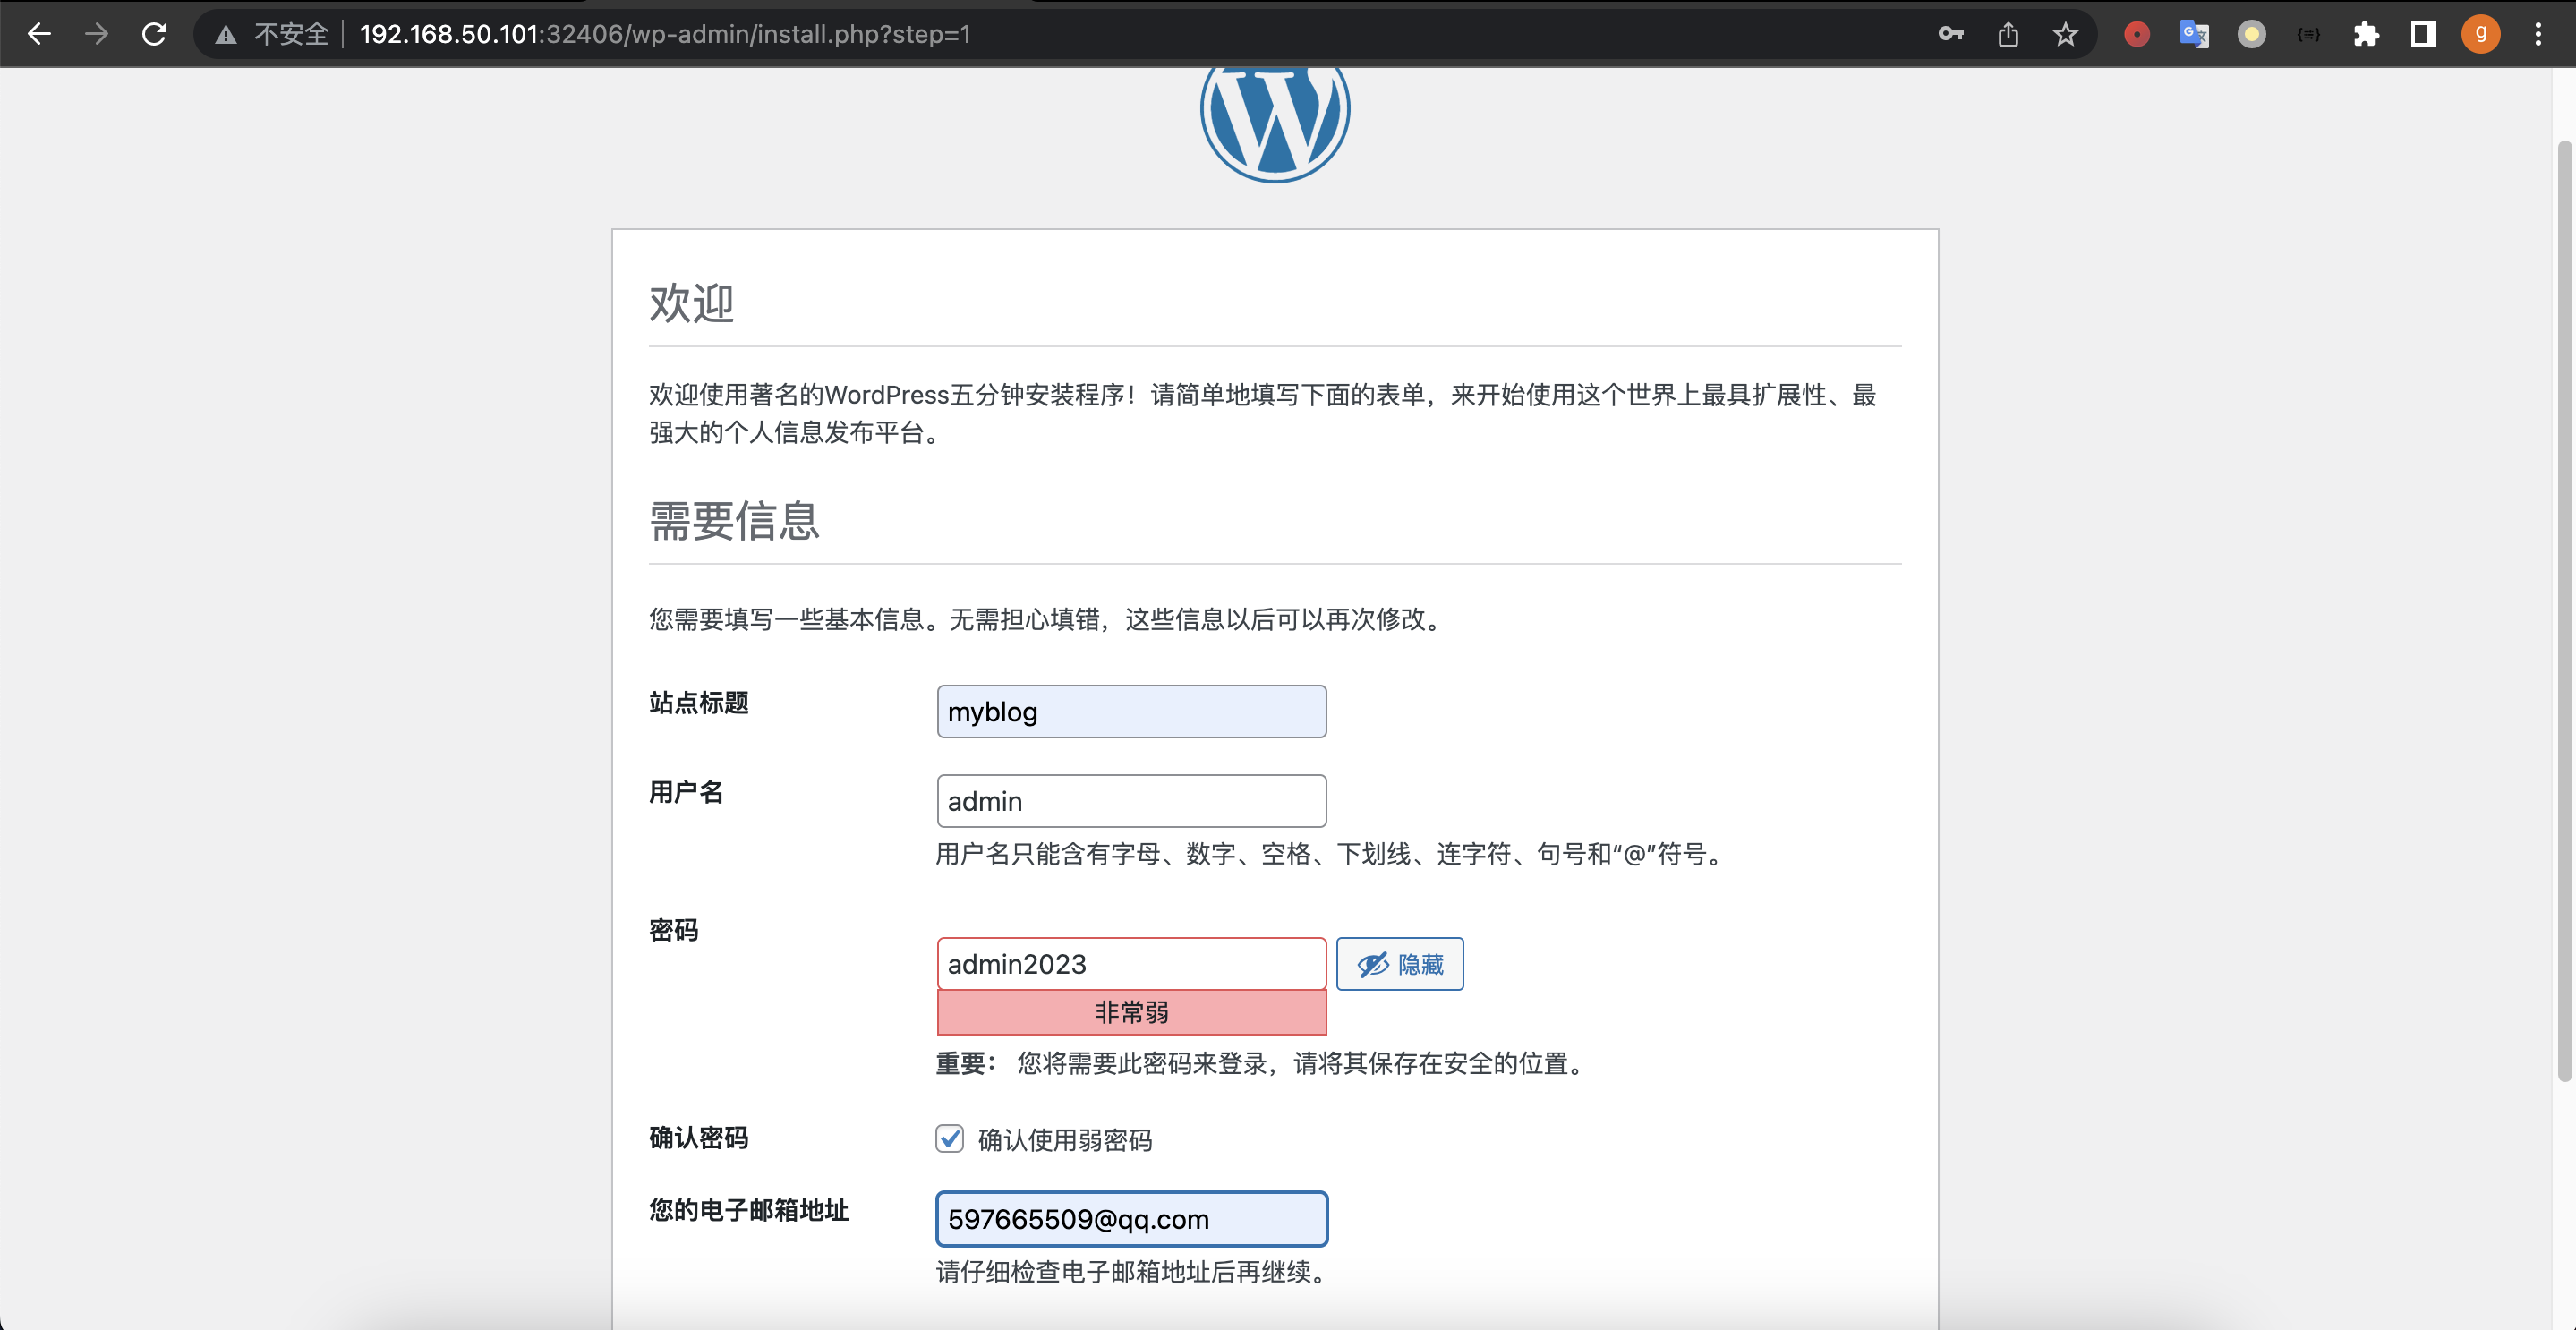 不安全 192.168.50.101:32406/wp-admin/install.php?step=1
g
欢迎
欢迎使用著名的WordPress五分钟安装程序！请简单地填写下面的表单，来开始使用这个世界上最具扩展性、最
强大的个人信息发布平台。
需要信息
您需要填写一些基本信息。无需担心填错，这些信息以后可以再次修改。
站点标题 myblog
用户名 admin
用户名只能含有字母、数字、空格、下划线、连字符、句号和“@”符号。
密码
admin2023 隐藏
非常弱
重要： 您将需要此密码来登录，请将其保存在安全的位置。
确认密码 确认使用弱密码
您的电子邮箱地址 597665509@qq.com
请仔细检查电子邮箱地址后再继续。